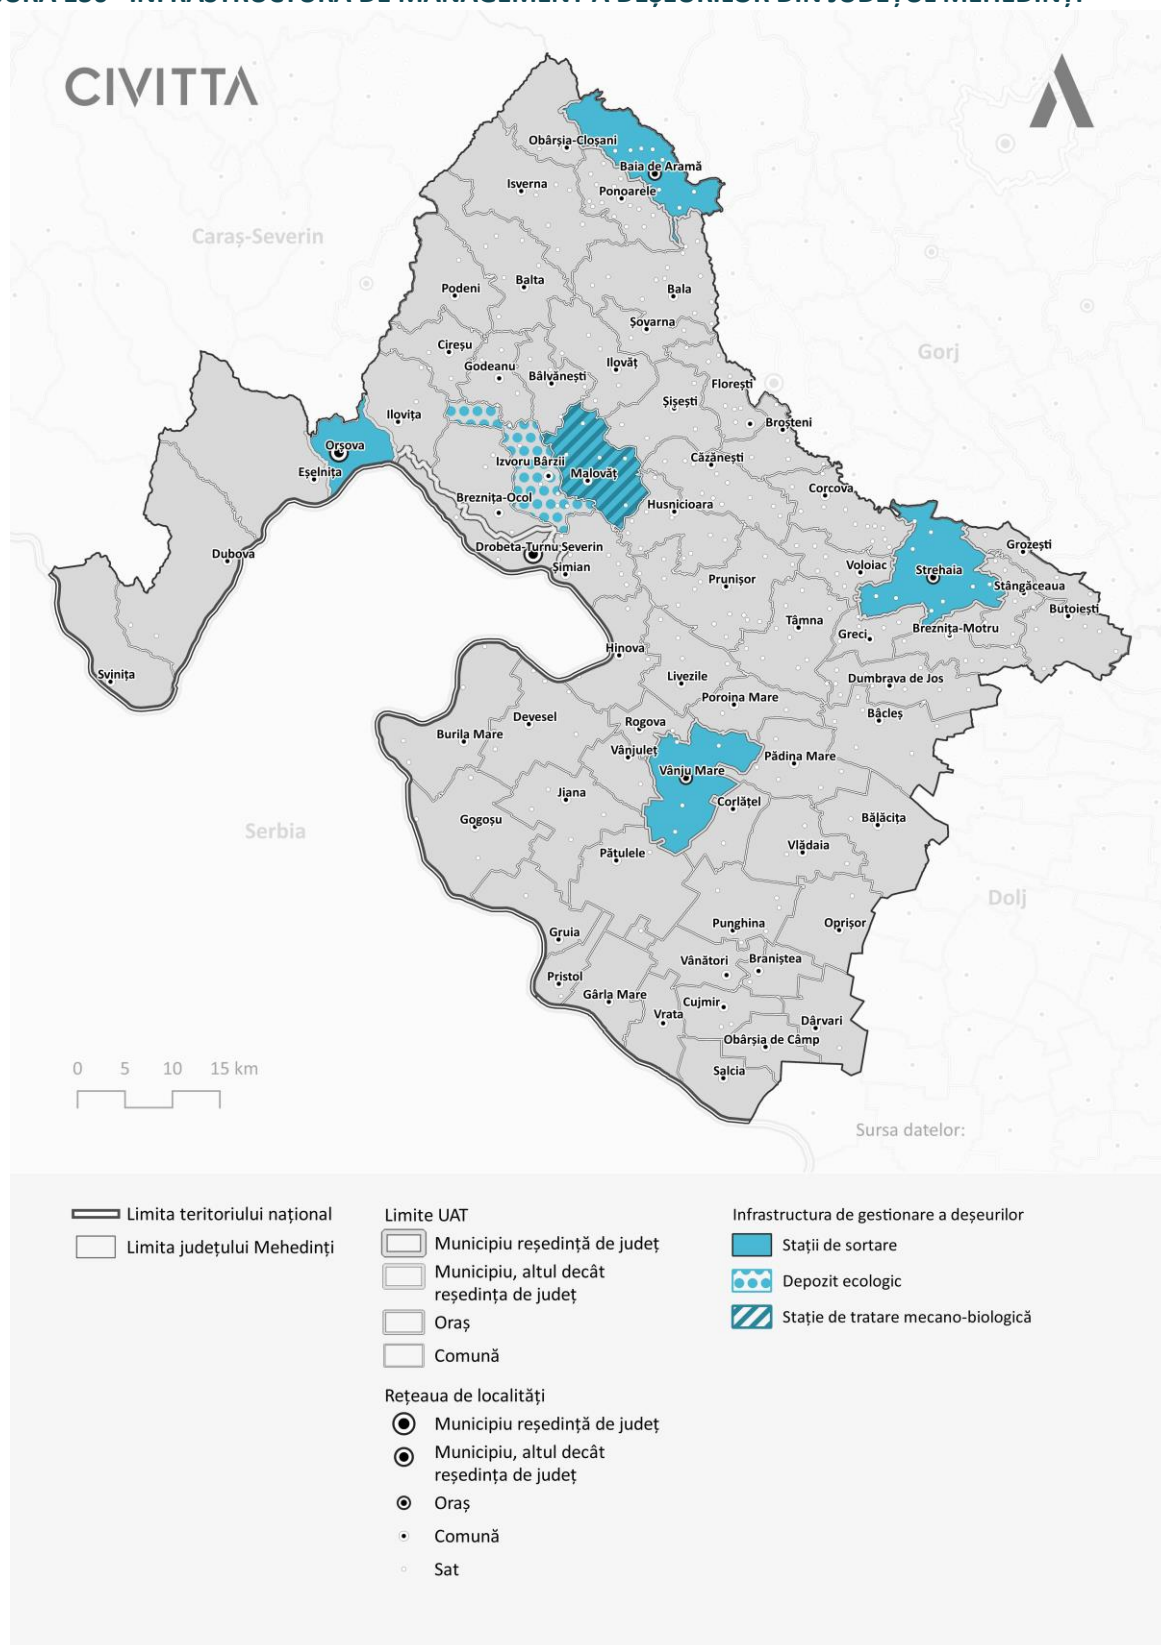 INFRASTRUCTURA DE MANAGEMENT A DEȘEURILOR DIN JUDEȚUL MEHEDINȚI
CIVITTA
Obârșia-Cloșani
Baia de Aramă
Isverna
Ponoarele
Caraș-Severin
Balta
Podeni
Bala
Șovarna
Gorj
Cireșu
Godeanu
Ilovăț
Bâlvănești
Florești
Șișești
Ilovița
Broșteni
Orșova
Izvoru Bârzii
Căzănești
Eșelnița
Malovăț
Corcova
Breznița-Ocol
Husnicioara
Drobeta-Turnu Severin
Grozești
Dubova
Șimian
Voloiac
Strehaia
Prunișor
Stângăceaua
Butoiești
Tâmna
Greci
Breznița-Motru
Hinova
Svinița
Livezile
Dumbrava de Jos
Poroina Mare
Devesel
Rogova
Bâcleș
Burila Mare
Vânjuleț
Pădina Mare
Vânju Mare
Jiana
Corlățel
Gogoșu
Bălăcița
Serbia
Vlădaia
Pătulele
Dolj
Punghina
Oprișor
Gruia
Vânători
Braniștea
Pristol
Gârla Mare
Cujmir
Vrata
Dârvari
Obârșia de Câmp
Salcia
0 5 10 15 km
Sursa datelor:
Limita teritoriului național
Limita județului Mehedinți
Limite UAT
Municipiu reședință de județ
Municipiu, altul decât
reședința de județ
Oraș
Comună
Rețeaua de localități
Municipiu reședință de județ
Municipiu, altul decât
reședința de județ
Oraș
Comună
Sat
Infrastructura de gestionare a deșeurilor
Stații de sortare
Depozit ecologic
Stație de tratare mecano-biologică